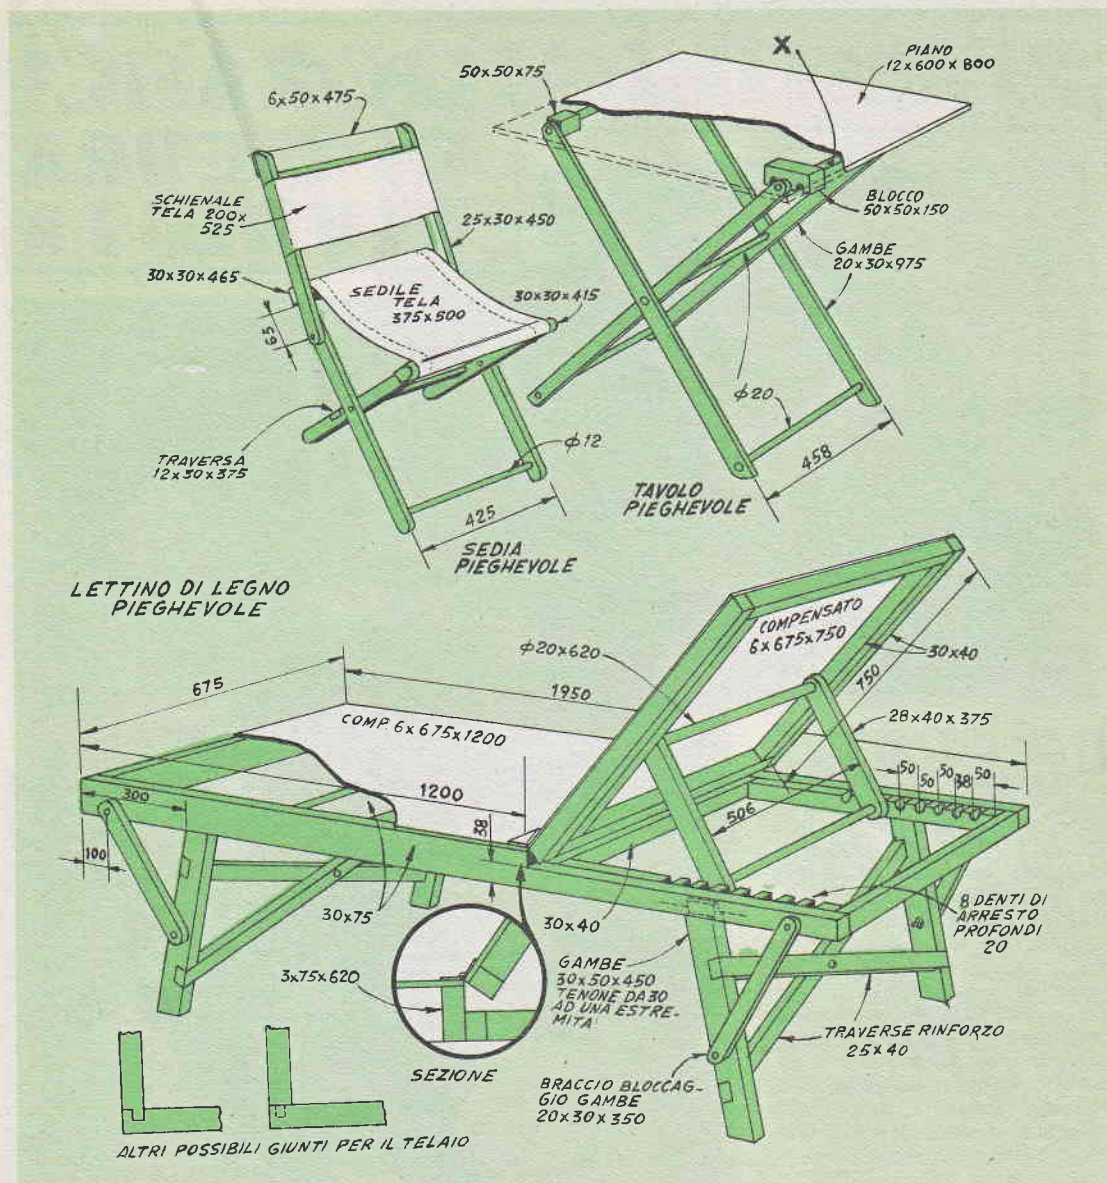 X
PIANO
12x600x800
50x50x75
6x50x475
SCHIENALE
TELA 200x
525
25x30x450
BLOCCO
50x50x150
GAMBE
20x30x975
30x30x465
SEDILE
TELA
375x500
30x30x415
65
ϕ20
ϕ12
TRAVERSA
12x30x375
458
425
TAVOLO
PIEGHEVOLE
SEDIA
PIEGHEVOLE
LETTINO DI LEGNO
PIEGHEVOLE
COMPENSATO
6x675x750
ϕ20x620
30x40
675
1950
750
28x40x375
COMP. 6x675x1200
50
50
50
38
50
1200
300
506
38
100
30x75
30x40
8 DENTI DI
ARRESTO
PROFONDI
20
3x75x620
GAMBE
30x50x450
TENONE DA 30
AD UNA ESTRE-
MITA'
TRAVERSE RINFORZO
25x40
SEZIONE
BRACCIO BLOCCAG-
GIO GAMBE
20x30x350
ALTRI POSSIBILI GIUNTI PER IL TELAIO